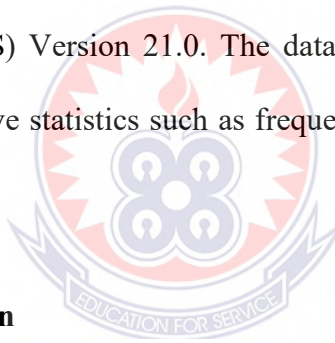 S) Version 21.0. The data
ve statistics such as freque
EDUCATION FOR SERVICE
n